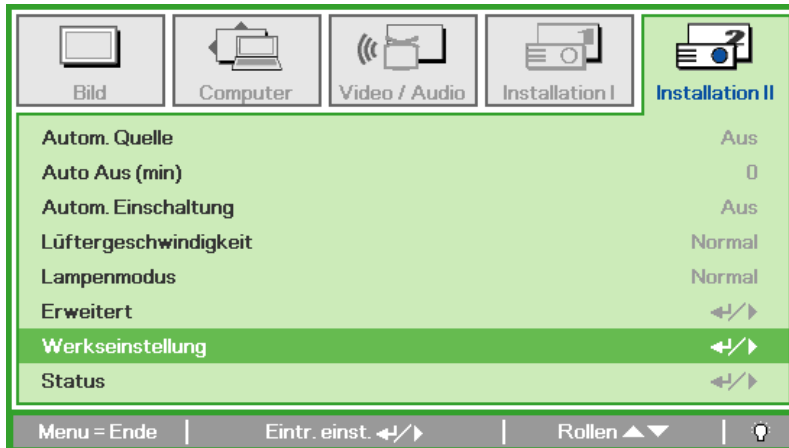 Bild Computer Video / Audio Installation I Installation II
Autom. Quelle Aus
Auto Aus (min) 0
Autom. Einschaltung Aus
Lüftergeschwindigkeit Normal
Lampenmodus Normal
Erweitert
Werkseinstellung
Status
Menu = Ende Eintr. einst. Rollen